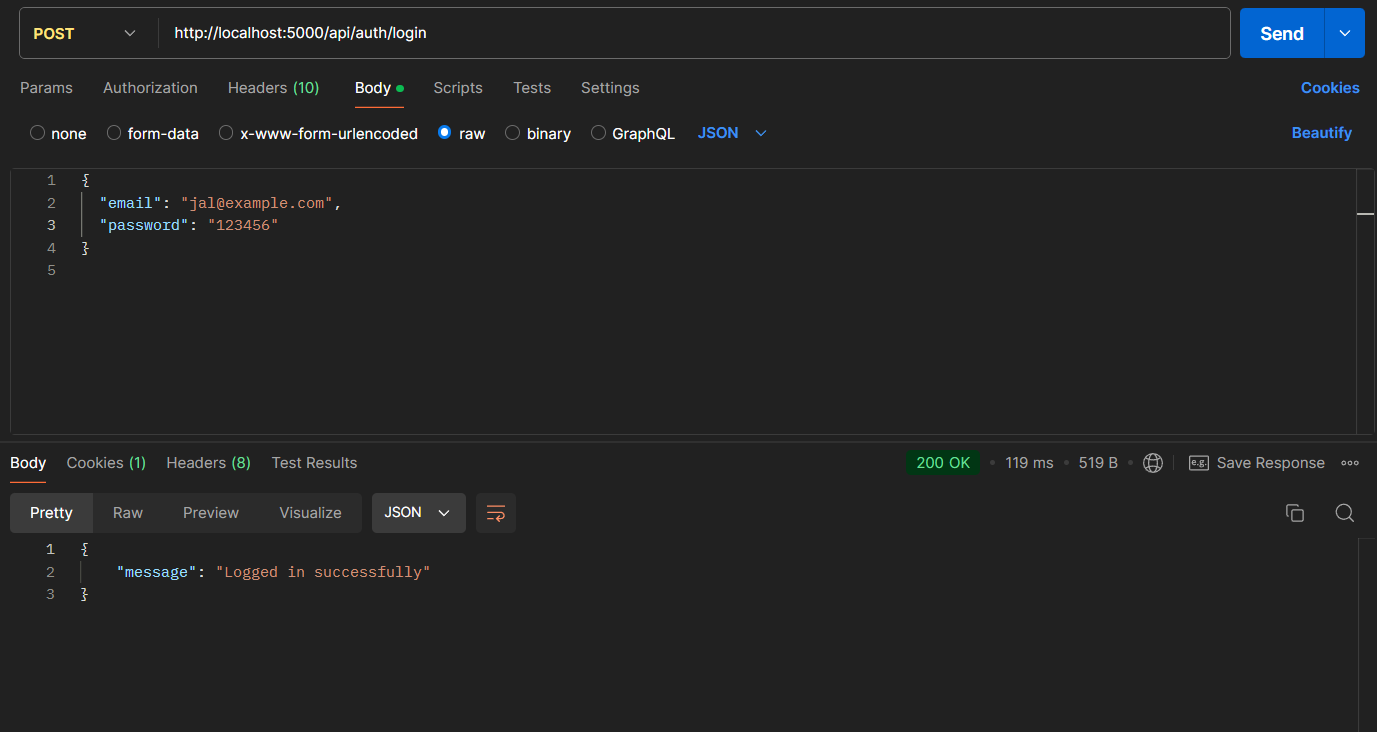 POST http://localhost:5000/api/auth/login Send
Params Authorization Headers (10) Body Scripts Tests Settings Cookies
none form-data x-www-form-urlencoded raw binary GraphQL JSON Beautify
1 {
2 "email": "jal@example.com",
3 "password": "123456"
4 }
5
Body Cookies (1) Headers (8) Test Results 200 OK • 119 ms • 519 B • e.g. Save Response
Pretty Raw Preview Visualize JSON
1 {
2 "message": "Logged in successfully"
3 }